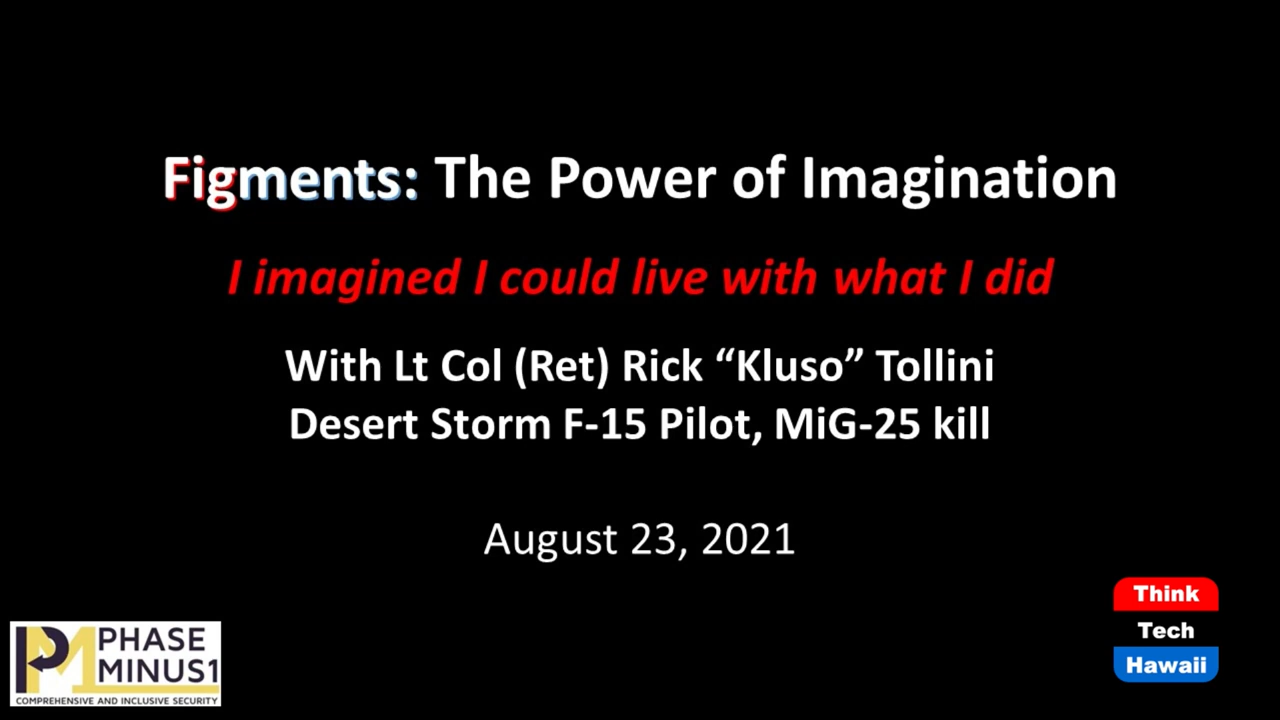 Figments: The Power of Imagination
I imagined I could live with what I did
With Lt Col (Ret) Rick “Kluso” Tollini
Desert Storm F-15 Pilot, MiG-25 kill
August 23, 2021
Think
Tech
Hawaii
PM1
PHASE
MINUS1
COMPREHENSIVE AND INCLUSIVE SECURITY